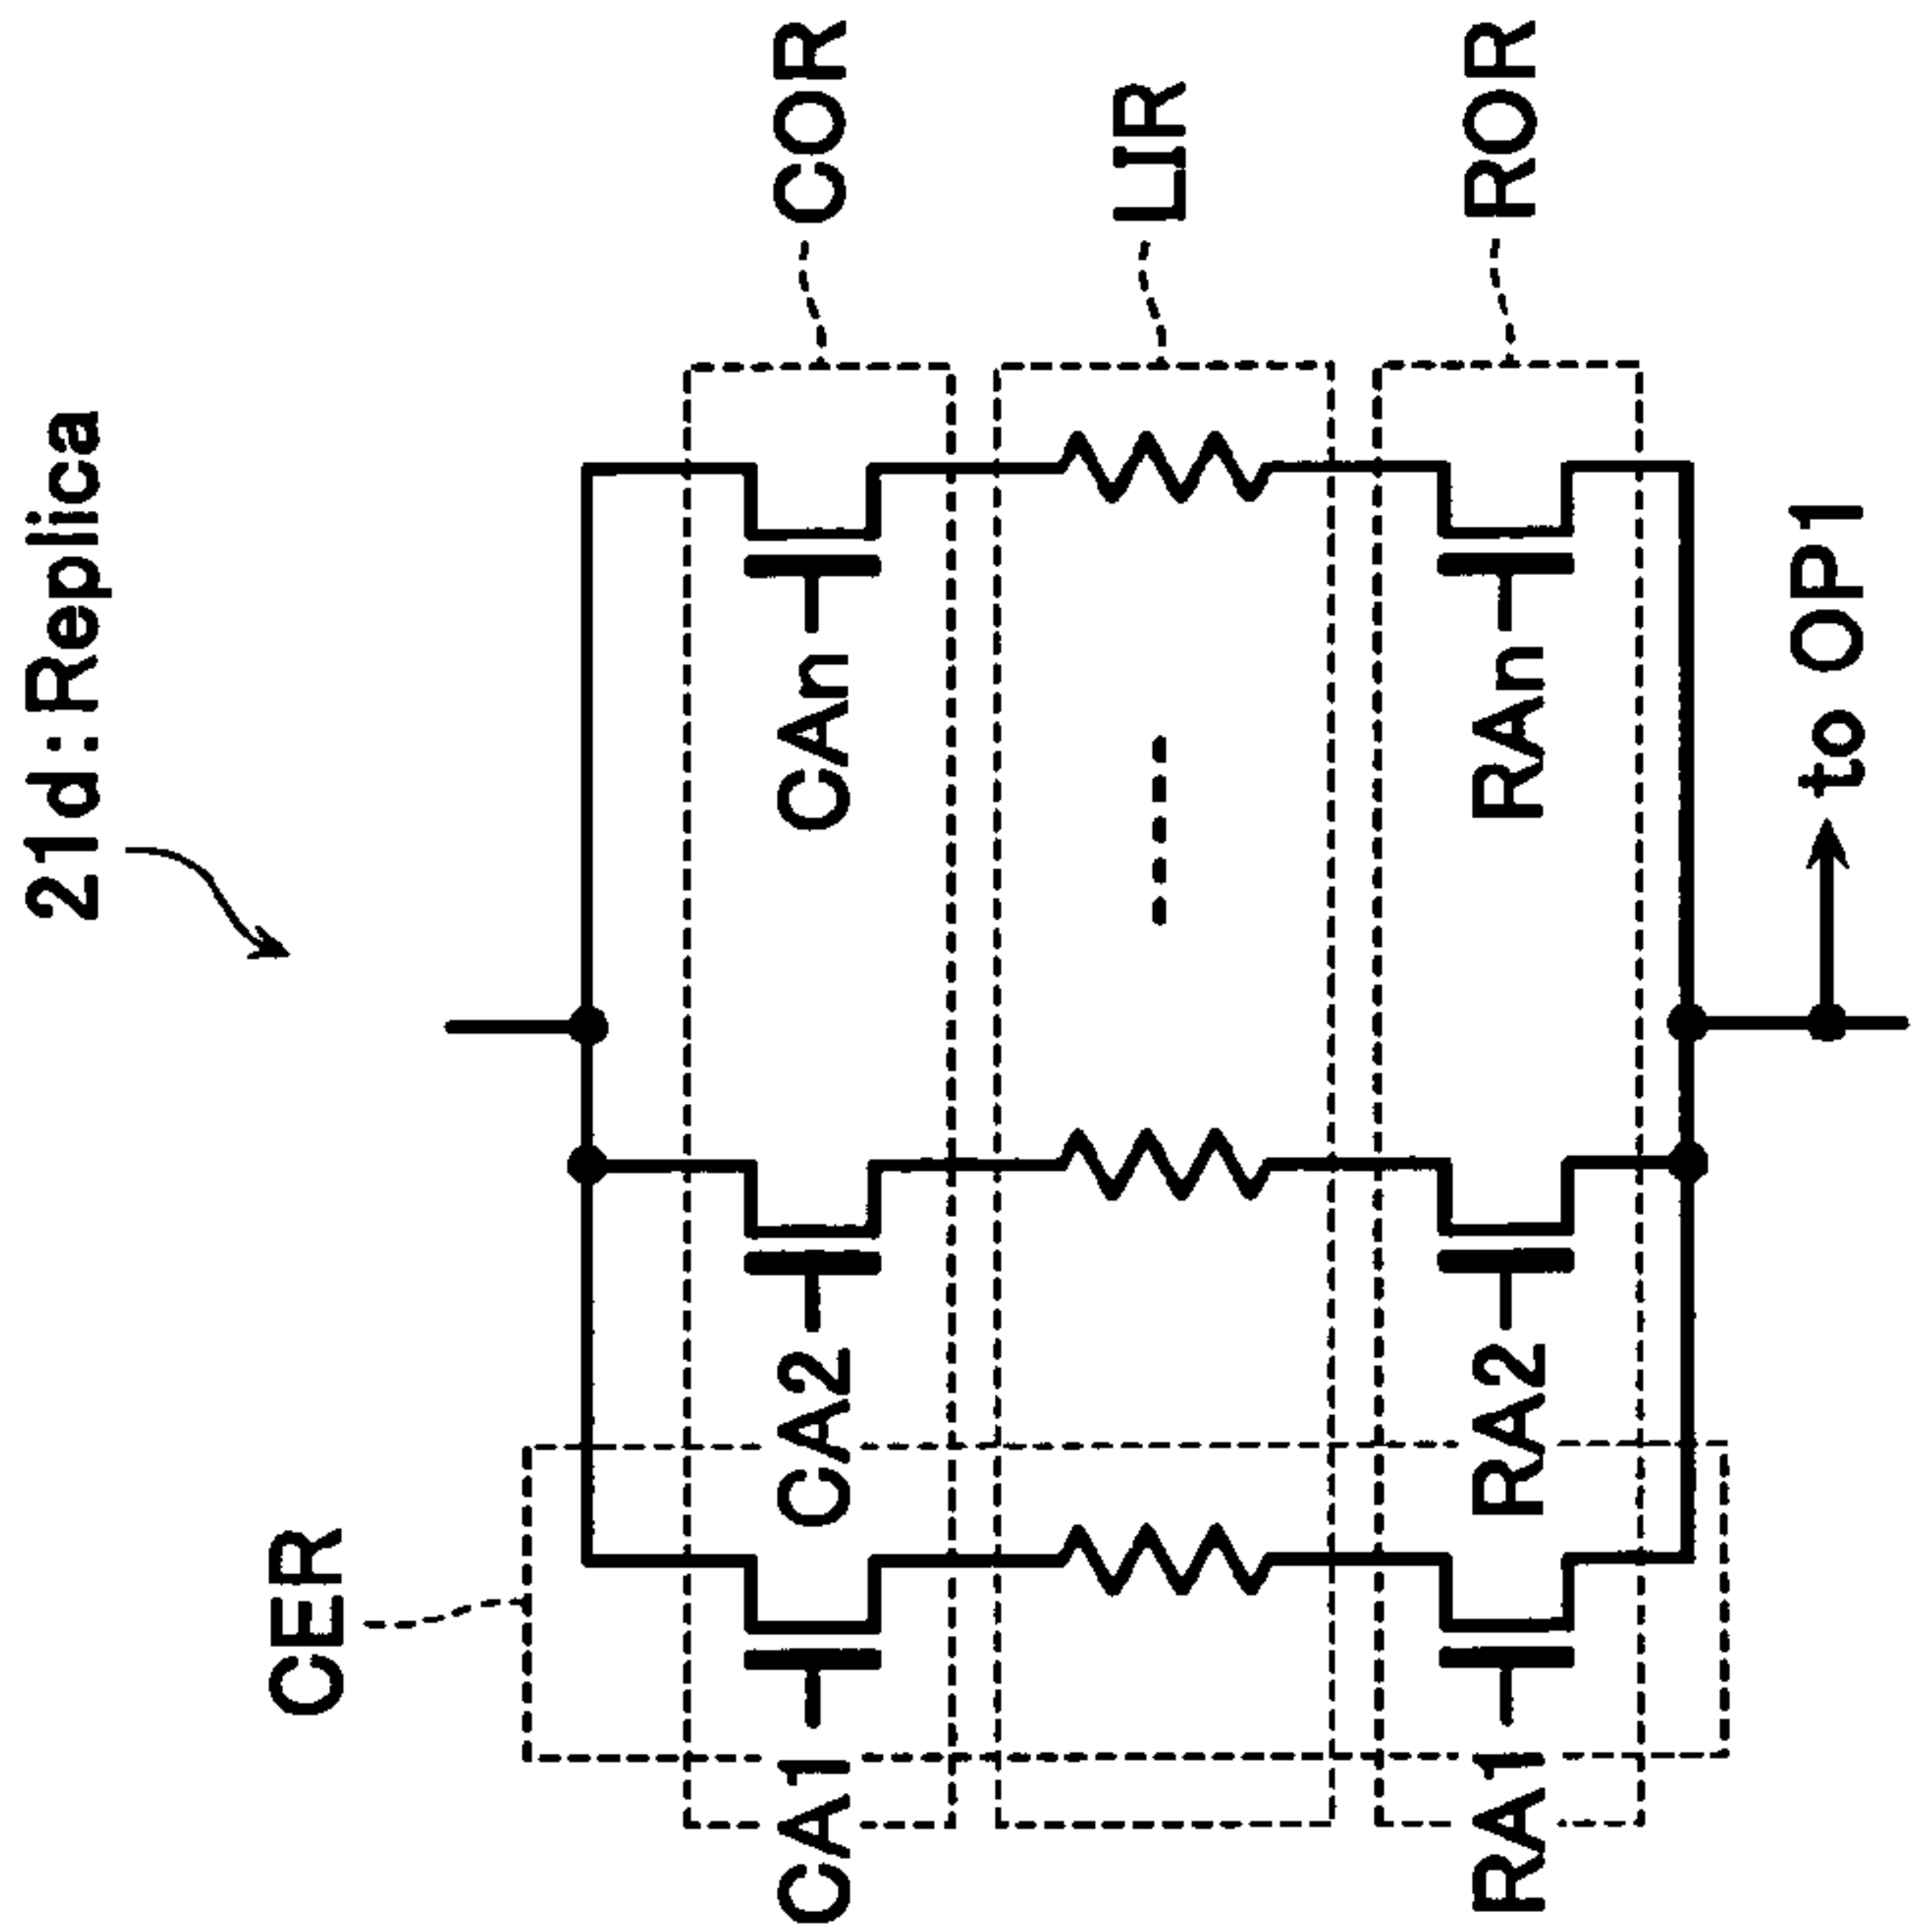 21d:Replica
CER
CA1
CA2
CAn
COR
LIR
RA1
RA2
RAn
ROR
to OP1